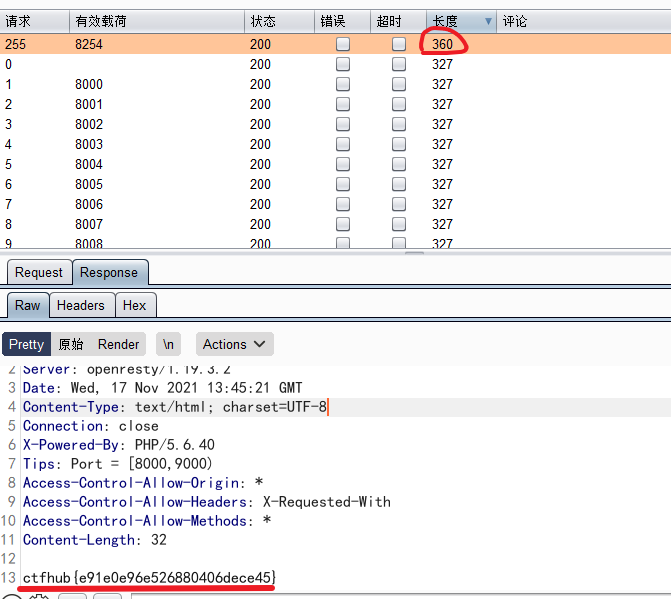 请求 有效载荷 状态 错误 超时 长度 评论
255 8254 200 360
0 200 327
1 8000 200 327
2 8001 200 327
3 8002 200 327
4 8003 200 327
5 8004 200 327
6 8005 200 327
7 8006 200 327
8 8007 200 327
9 8008 200 327
Request Response
Raw Headers Hex
Pretty 原始 Render \n Actions
2 Server: openresty/1.19.3.2
3 Date: Wed, 17 Nov 2021 13:45:21 GMT
4 Content-Type: text/html; charset=UTF-8
5 Connection: close
6 X-Powered-By: PHP/5.6.40
7 Tips: Port = [8000,9000)
8 Access-Control-Allow-Origin: *
9 Access-Control-Allow-Headers: X-Requested-With
10 Access-Control-Allow-Methods: *
11 Content-Length: 32
12
13 ctfhub{e91e0e96e526880406dece45}